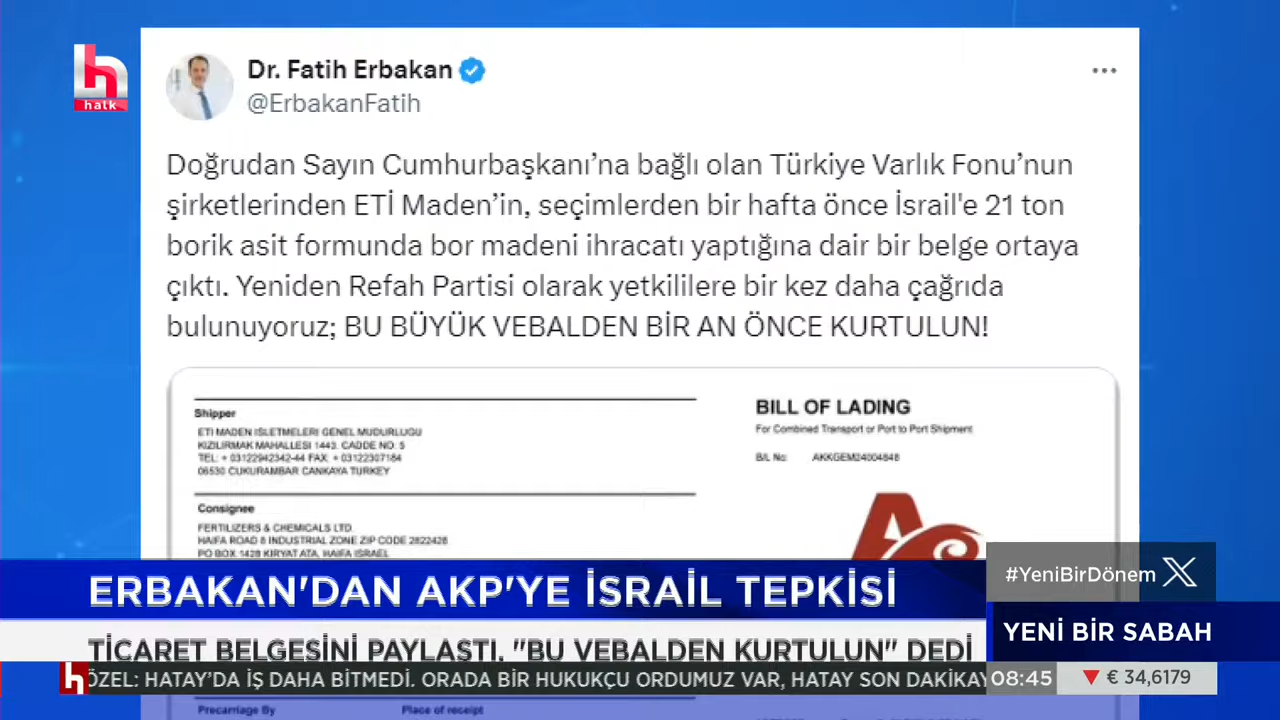 halk
Dr. Fatih Erbakan
@ErbakanFatih
Doğrudan Sayın Cumhurbaşkanı’na bağlı olan Türkiye Varlık Fonu’nun
şirketlerinden ETİ Maden’in, seçimlerden bir hafta önce İsrail'e 21 ton
borik asit formunda bor madeni ihracatı yaptığına dair bir belge ortaya
çıktı. Yeniden Refah Partisi olarak yetkililere bir kez daha çağrıda
bulunuyoruz; BU BÜYÜK VEBALDEN BİR AN ÖNCE KURTULUN!
Shipper
ETI MADEN ISLETMELERI GENEL MUDURLUGU
KIZILIRMAK MAHALLESI 1443. CADDE NO: 5
TEL: + 03122942342-44 FAX: + 03122307184
06530 CUKURAMBAR CANKAYA TURKEY
BILL OF LADING
For Combined Transport or Port to Port Shipment
B/L No: AKKGEM24004848
Consignee
FERTILIZERS & CHEMICALS LTD.
HAIFA ROAD 8 INDUSTRIAL ZONE ZIP CODE 2822428
PO BOX 1428 KIRYAT ATA, HAIFA ISRAEL
ERBAKAN'DAN AKP'YE İSRAİL TEPKİSİ
#YeniBirDönem X
YENİ BİR SABAH
TİCARET BELGESİNİ PAYLAŞTI, "BU VEBALDEN KURTULUN" DEDİ
h ÖZEL: HATAY’DA İŞ DAHA BİTMEDİ. ORADA BİR HUKUKÇU ORDUMUZ VAR, HATAY SON DAKİKAY
08:45
€ 34,6179
Precarriage By Place of receipt